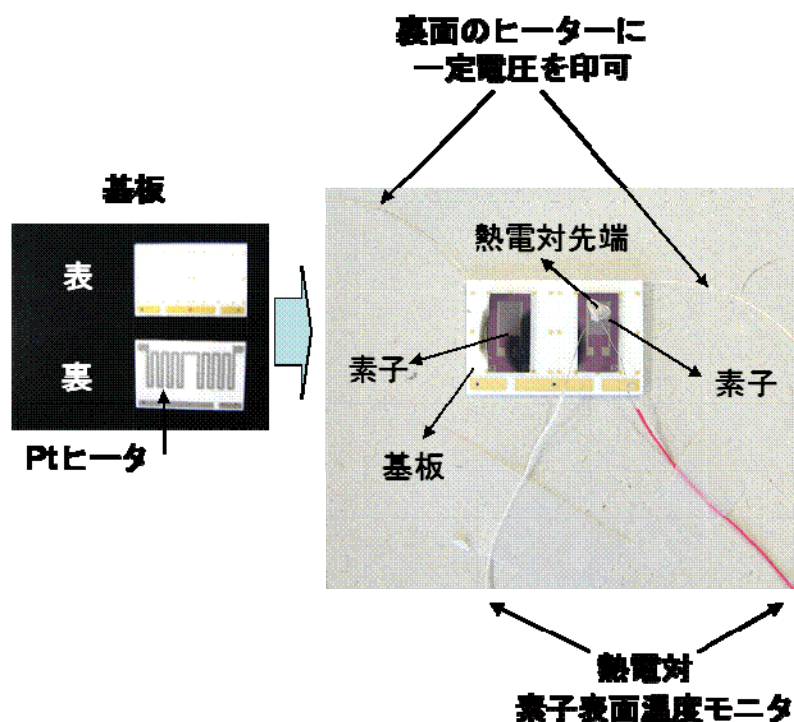 裏面のヒーターに
一定電圧を印可
基板
表
裏
Ptヒータ
熱電対先端
素子
素子
基板
熱電対
素子表面温度モニタ